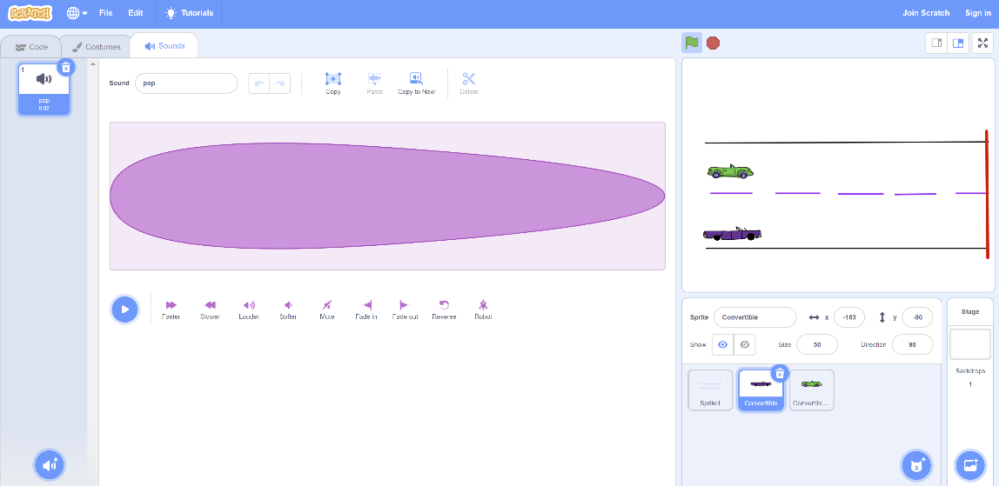 SCRATCH
File
Edit
Tutorials
Join Scratch
Sign in
Code
Costumes
Sounds
1
pop
0.02
Sound
pop
Copy
Paste
Copy to New
Delete
Faster
Slower
Louder
Softer
Mute
Fade in
Fade out
Reverse
Robot
Sprite
Convertible
x
-163
y
-90
Show
Size
50
Direction
90
Sprite1
Convertible
Convertibl...
Stage
Backdrops
1